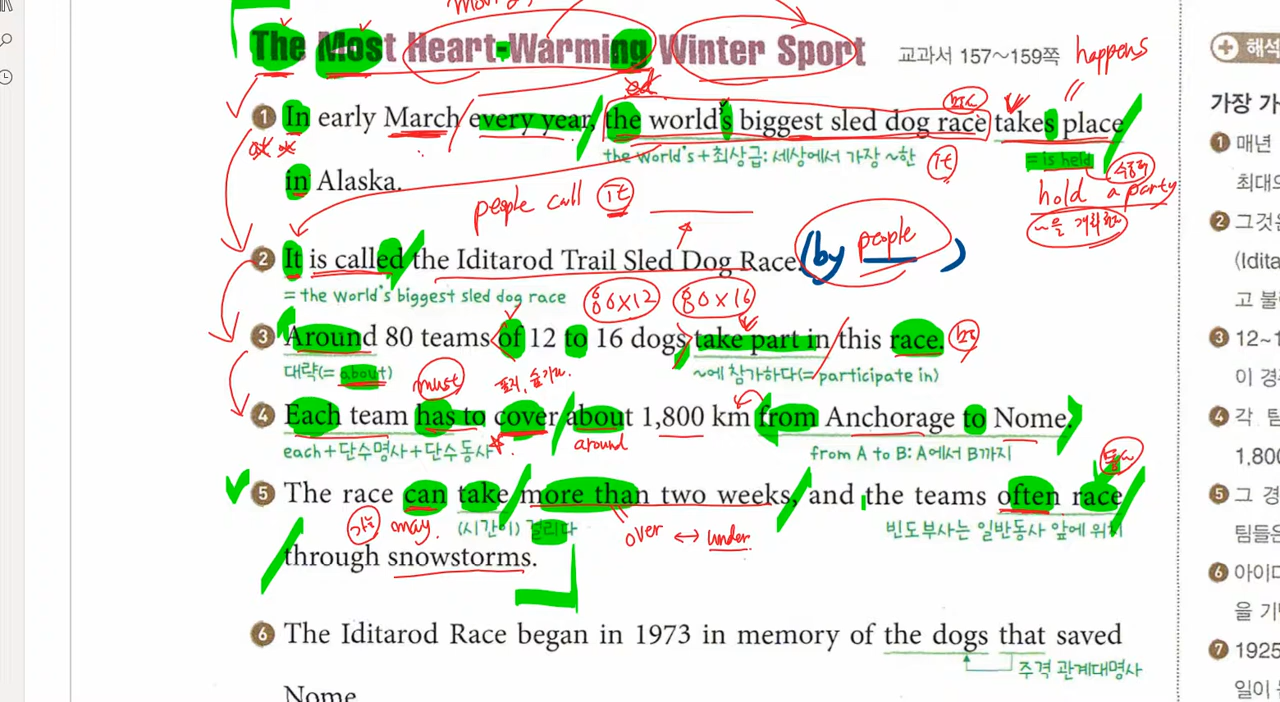 The Most Heart-Warming Winter Sport 교과서 157~159쪽 happens
+ 해석
1 In early March every year, the world's biggest sled dog race takes place
the world's+최상급: 세상에서 가장 ~한
It
= is held
수동태
in Alaska.
people call It
hold a party
2 It is called the Iditarod Trail Sled Dog Race. (by people )
= the world's biggest sled dog race
80x12 80x16
3 Around 80 teams of 12 to 16 dogs take part in this race.
대략(= about)
~에 참가하다(= participate in)
must
4 Each team has to cover about 1,800 km from Anchorage to Nome.
each+단수명사+단수동사
around
from A to B: A에서 B까지
5 The race can take more than two weeks, and the teams often race
may
(시간이) 걸리다
over ↔ under
빈도부사는 일반동사 앞에 위치
through snowstorms.
6 The Iditarod Race began in 1973 in memory of the dogs that saved
주격 관계대명사
Nome
가장 가
1 매년
최대의
2 그것은
(Idita
고 불
3 12~1
이 경
4 각 팀
1,800
5 그 경
팀들은
6 아이디
을 기
7 1925
일이